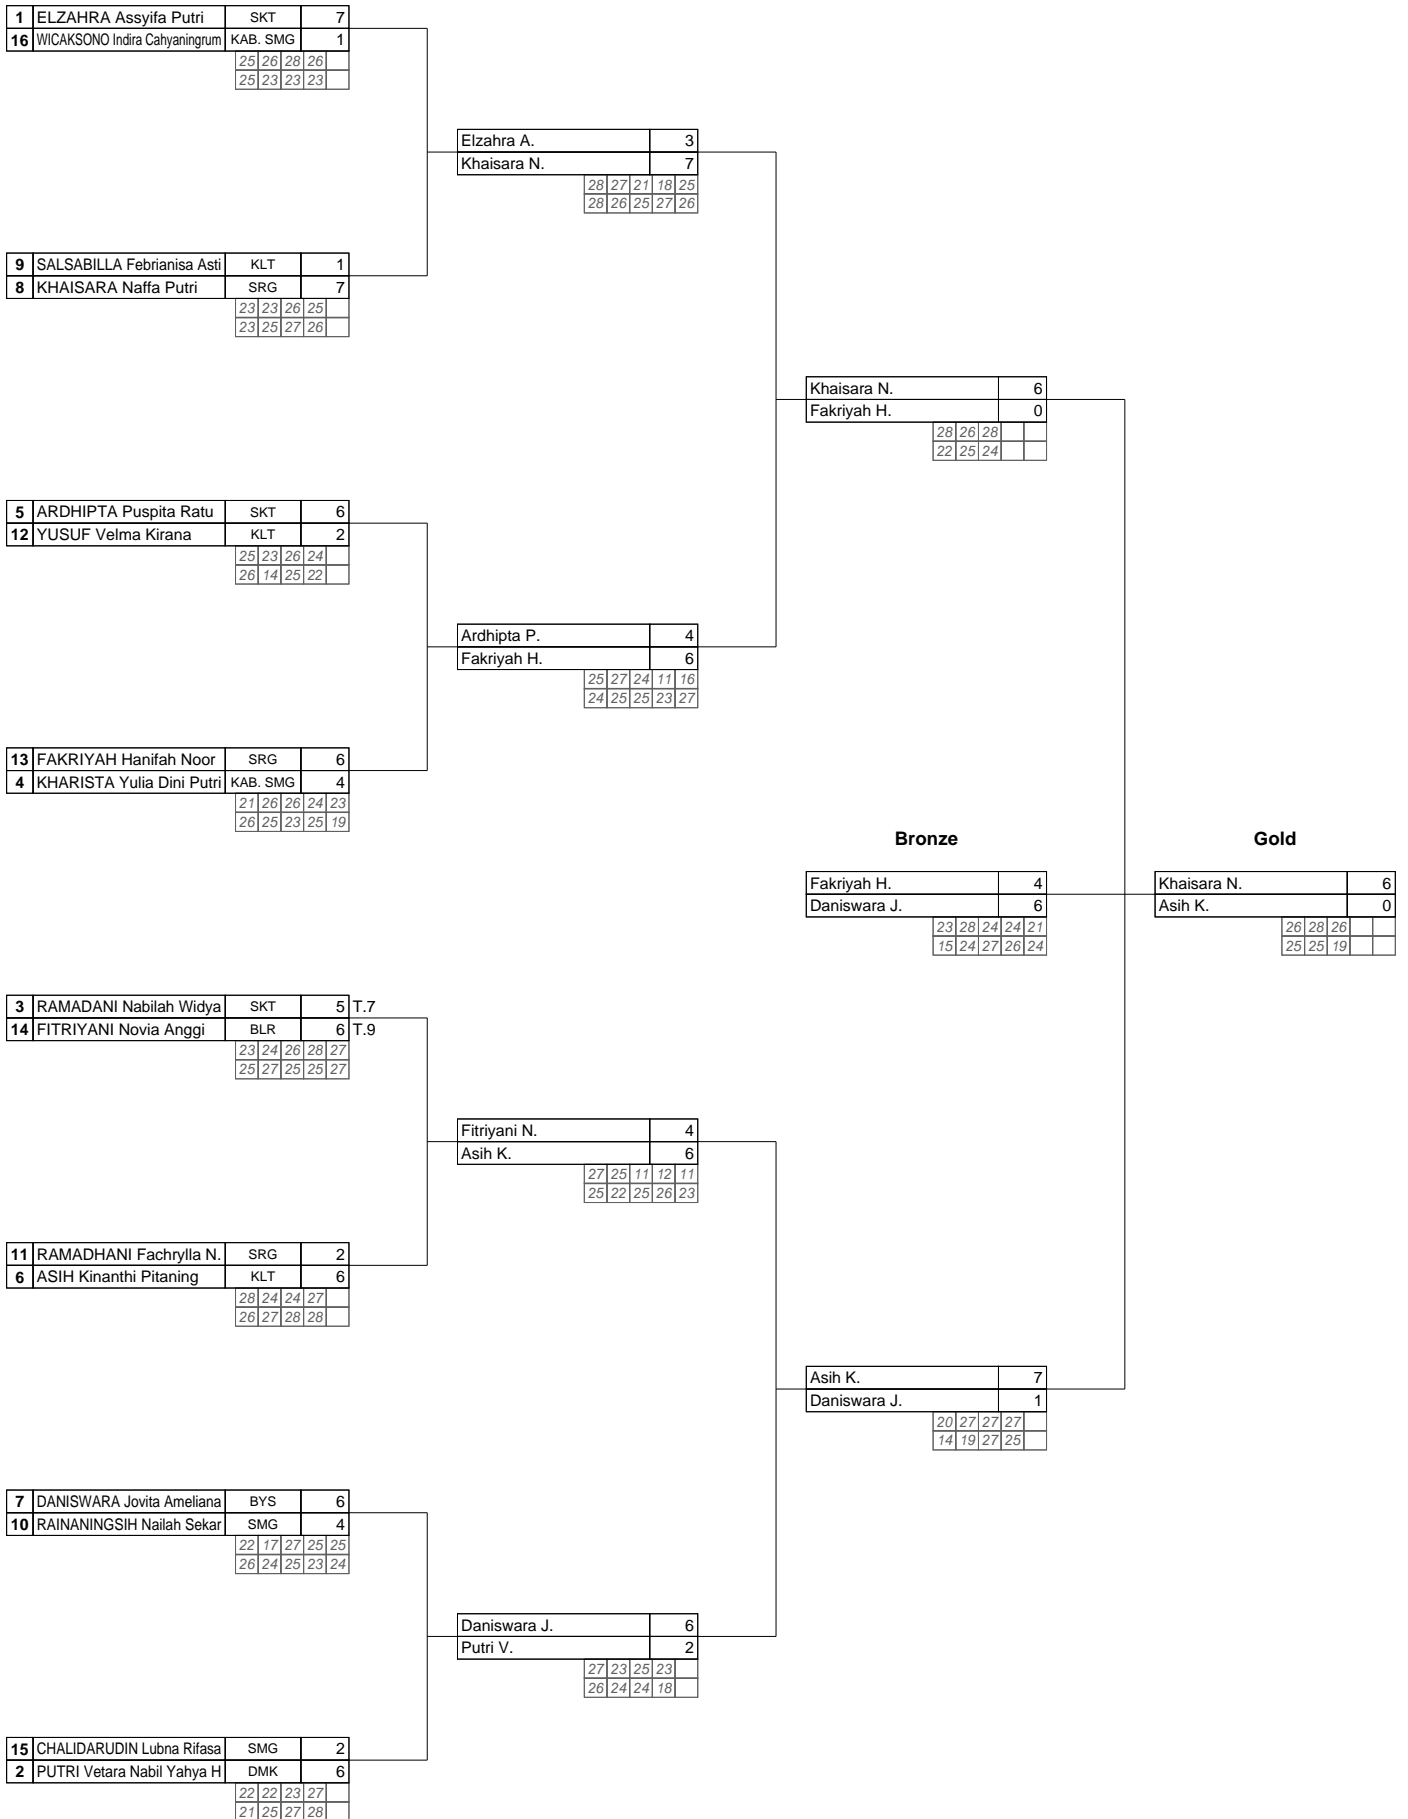 1 ELZAHRA Assyifa Putri SKT 7
16 WICAKSONO Indira Cahyaningrum KAB. SMG 1
25 26 28 26
25 23 23 23
Elzahra A. 3
Khaisara N. 7
28 27 21 18 25
28 26 25 27 26
9 SALSABILLA Febrianisa Asti KLT 1
8 KHAISARA Naffa Putri SRG 7
23 23 26 25
23 25 27 26
Khaisara N. 6
Fakriyah H. 0
28 26 28
22 25 24
5 ARDHIPTA Puspita Ratu SKT 6
12 YUSUF Velma Kirana KLT 2
25 23 26 24
26 14 25 22
Ardhipta P. 4
Fakriyah H. 6
25 27 24 11 16
24 25 25 23 27
13 FAKRIYAH Hanifah Noor SRG 6
4 KHARISTA Yulia Dini Putri KAB. SMG 4
21 26 26 24 23
26 25 23 25 19
Bronze Gold
Fakriyah H. 4 Khaisara N. 6
Daniswara J. 6 Asih K. 0
23 28 24 24 21 26 28 26
15 24 27 26 24 25 25 19
3 RAMADANI Nabilah Widya SKT 5 T.7
14 FITRIYANI Novia Anggi BLR 6 T.9
23 24 26 28 27
25 27 25 25 27
Fitriyani N. 4
Asih K. 6
27 25 11 12 11
25 22 25 26 23
11 RAMADHANI Fachrylla N. SRG 2
6 ASIH Kinanthi Pitaning KLT 6
28 24 24 27
26 27 28 28
Asih K. 7
Daniswara J. 1
20 27 27 27
14 19 27 25
7 DANISWARA Jovita Ameliana BYS 6
10 RAINANINGSIH Nailah Sekar SMG 4
22 17 27 25 25
26 24 25 23 24
Daniswara J. 6
Putri V. 2
27 23 25 23
26 24 24 18
15 CHALIDARUDIN Lubna Rifasa SMG 2
2 PUTRI Vetara Nabil Yahya H DMK 6
22 22 23 27
21 25 27 28